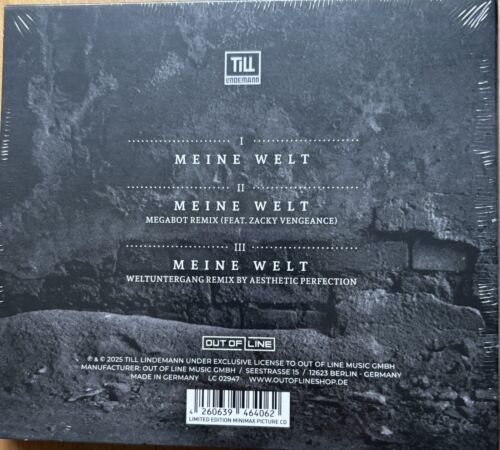 TILL
LINDEMANN
I
MEINE WELT
II
MEINE WELT
MEGABOT REMIX (FEAT. ZACKY VENGEANCE)
III
MEINE WELT
WELTUNTERGANG REMIX BY AESTHETIC PERFECTION
OUT OF LINE
℗ & © 2025 TILL LINDEMANN UNDER EXCLUSIVE LICENSE TO OUT OF LINE MUSIC GMBH
MANUFACTURER: OUT OF LINE MUSIC GMBH / SEESTRASSE 15 / 12623 BERLIN - GERMANY
MADE IN GERMANY LC 02947 WWW.OUTOFLINESHOP.DE
4 260639 464062
LIMITED EDITION MINIMAX PICTURE CD